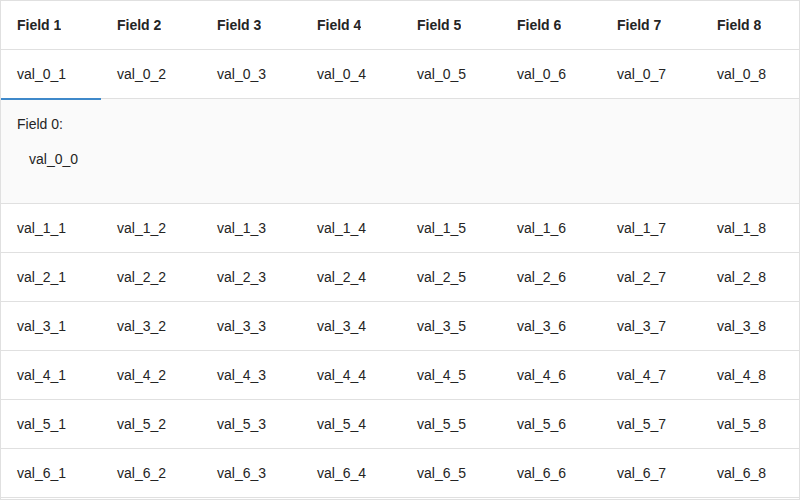 Field 1 Field 2 Field 3 Field 4 Field 5 Field 6 Field 7 Field 8
val_0_1 val_0_2 val_0_3 val_0_4 val_0_5 val_0_6 val_0_7 val_0_8
Field 0:
val_0_0
val_1_1 val_1_2 val_1_3 val_1_4 val_1_5 val_1_6 val_1_7 val_1_8
val_2_1 val_2_2 val_2_3 val_2_4 val_2_5 val_2_6 val_2_7 val_2_8
val_3_1 val_3_2 val_3_3 val_3_4 val_3_5 val_3_6 val_3_7 val_3_8
val_4_1 val_4_2 val_4_3 val_4_4 val_4_5 val_4_6 val_4_7 val_4_8
val_5_1 val_5_2 val_5_3 val_5_4 val_5_5 val_5_6 val_5_7 val_5_8
val_6_1 val_6_2 val_6_3 val_6_4 val_6_5 val_6_6 val_6_7 val_6_8